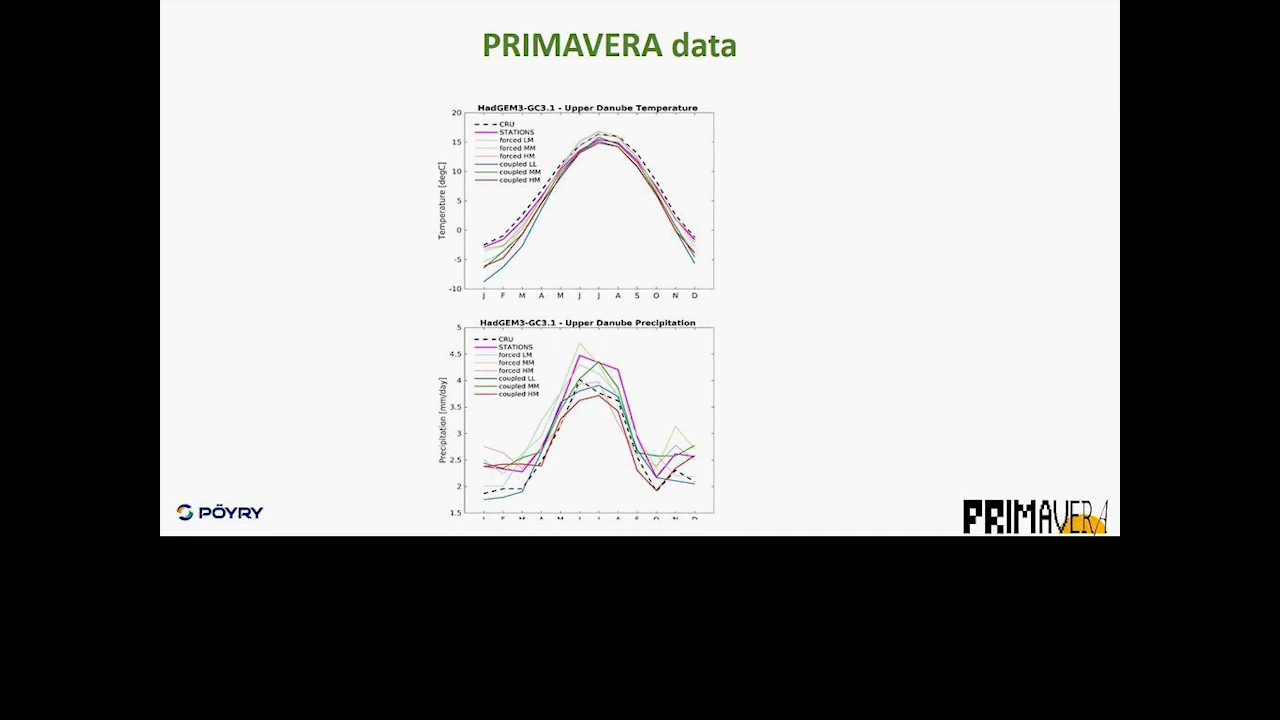 PRIMAVERA data
HadGEM3-GC3.1 - Upper Danube Temperature
20
15
10
5
0
-5
-10
Temperature [degC]
CRU
STATIONS
forced LM
forced MM
forced HM
coupled LL
coupled MM
coupled HM
J F M A M J J A S O N D
HadGEM3-GC3.1 - Upper Danube Precipitation
5
4.5
4
3.5
3
2.5
2
1.5
Precipitation [mm/day]
CRU
STATIONS
forced LM
forced MM
forced HM
coupled LL
coupled MM
coupled HM
PÖYRY
PRIMAVERA